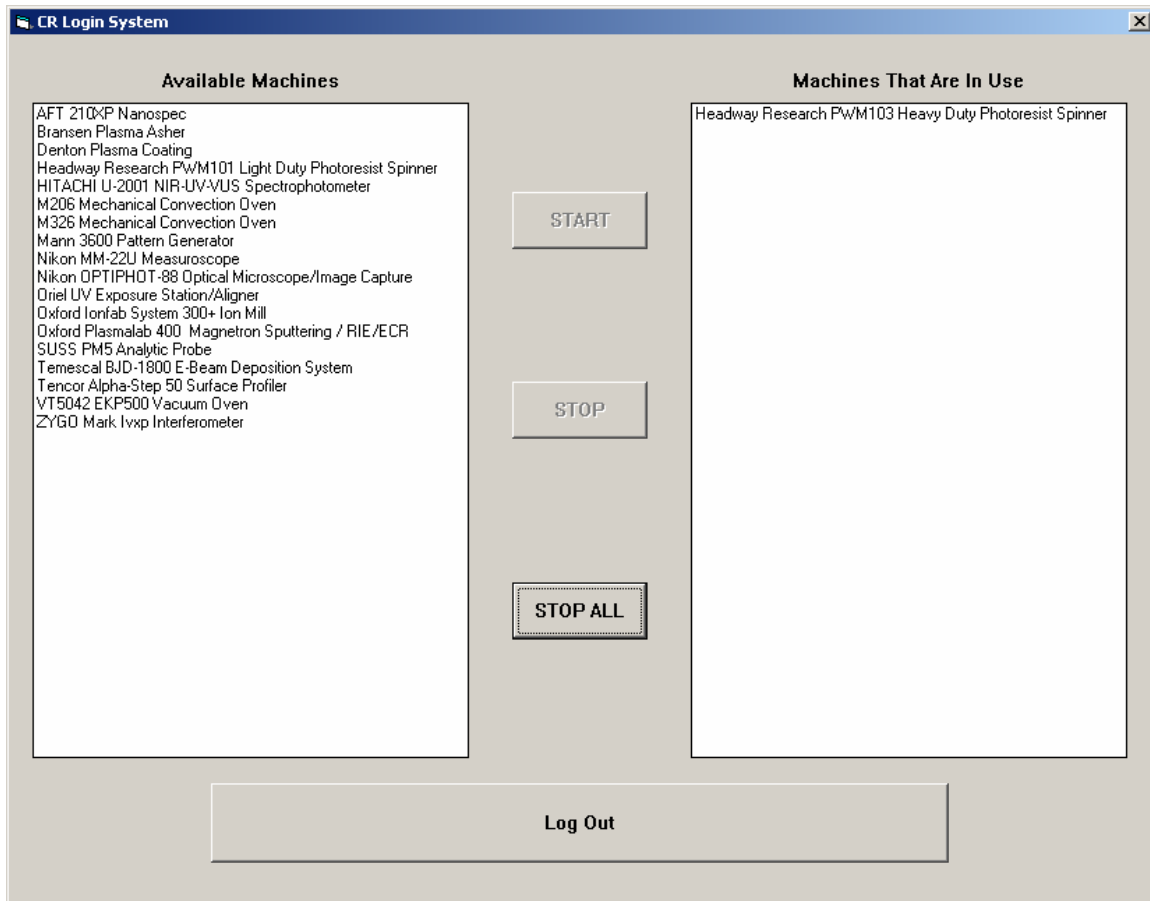 CR Login System
Available Machines
AFT 210XP Nanospec
Bransen Plasma Asher
Denton Plasma Coating
Headway Research PWM101 Light Duty Photoresist Spinner
HITACHI U-2001 NIR-UV-VUS Spectrophotometer
M206 Mechanical Convection Oven
M326 Mechanical Convection Oven
Mann 3600 Pattern Generator
Nikon MM-22U Measuroscope
Nikon OPTIPHOT-88 Optical Microscope/Image Capture
Oriel UV Exposure Station/Aligner
Oxford Ionfab System 300+ Ion Mill
Oxford Plasmalab 400  Magnetron Sputtering / RIE/ECR
SUSS PM5 Analytic Probe
Temescal BJD-1800 E-Beam Deposition System
Tencor Alpha-Step 50 Surface Profiler
VT5042 EKP500 Vacuum Oven
ZYGO Mark Ivxp Interferometer
START
STOP
STOP ALL
Machines That Are In Use
Headway Research PWM103 Heavy Duty Photoresist Spinner
Log Out